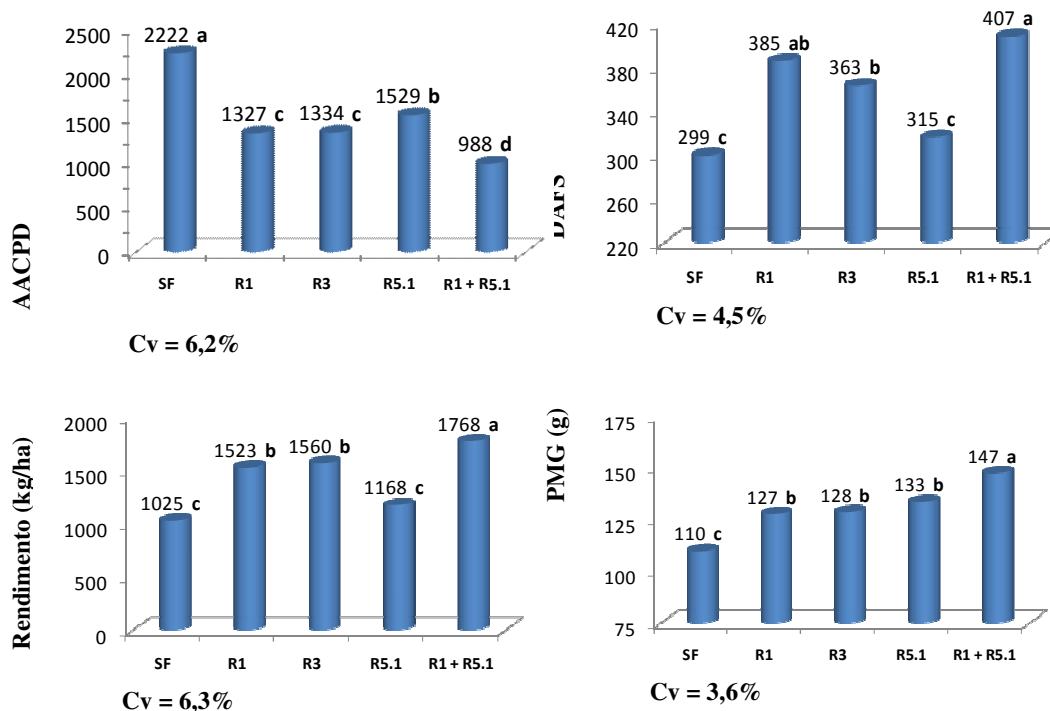 AACPD
2500
2000
1500
1000
500
0
2222 a
1327 c
1334 c
1529 b
988 d
SF R1 R3 R5.1 R1 + R5.1
Cv = 6,2%
420
380
340
300
260
220
299 c
385 ab
363 b
315 c
407 a
SF R1 R3 R5.1 R1 + R5.1
Cv = 4,5%
Rendimento (kg/ha)
2000
1500
1000
500
0
1025 c
1523 b
1560 b
1168 c
1768 a
SF R1 R3 R5.1 R1 + R5.1
Cv = 6,3%
PMG (g)
175
150
125
100
75
110 c
127 b
128 b
133 b
147 a
SF R1 R3 R5.1 R1 + R5.1
Cv = 3,6%